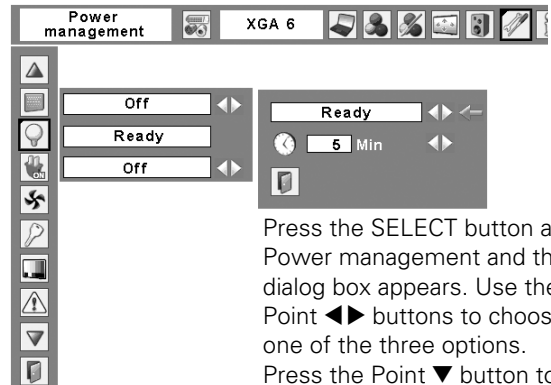 Power management
XGA 6
Off
Ready
Off
Ready
5 Min
ON
Press the SELECT button a
Power management and th
dialog box appears. Use the
Point ◀▶ buttons to choos
one of the three options.
Press the Point ▼ button to